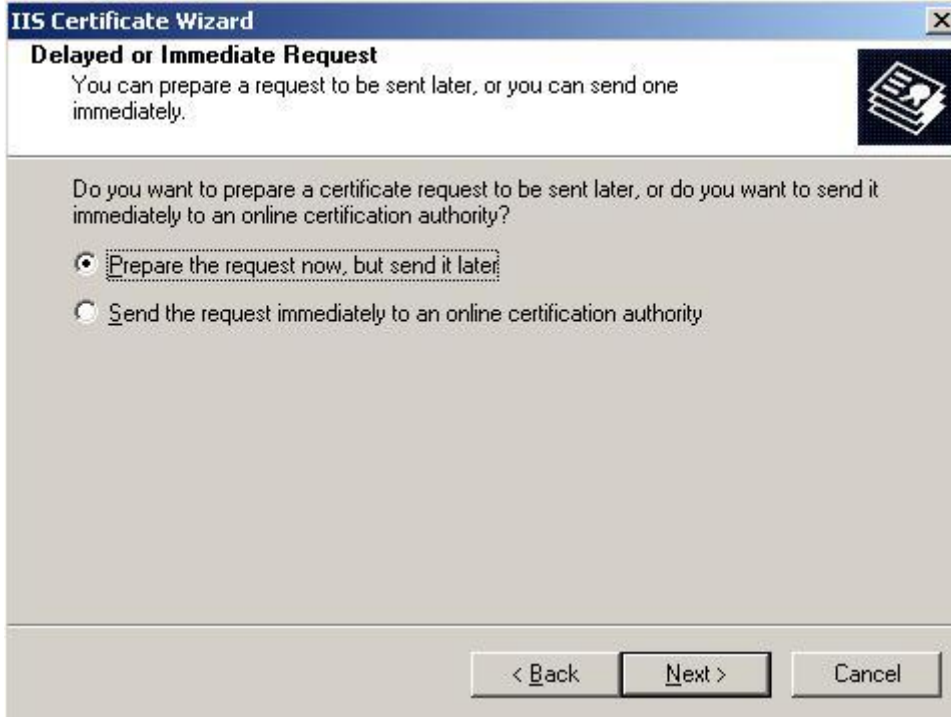 IIS Certificate Wizard
Delayed or Immediate Request
You can prepare a request to be sent later, or you can send one
immediately.
Do you want to prepare a certificate request to be sent later, or do you want to send it
immediately to an online certification authority?
Prepare the request now, but send it later
Send the request immediately to an online certification authority
< Back
Next >
Cancel